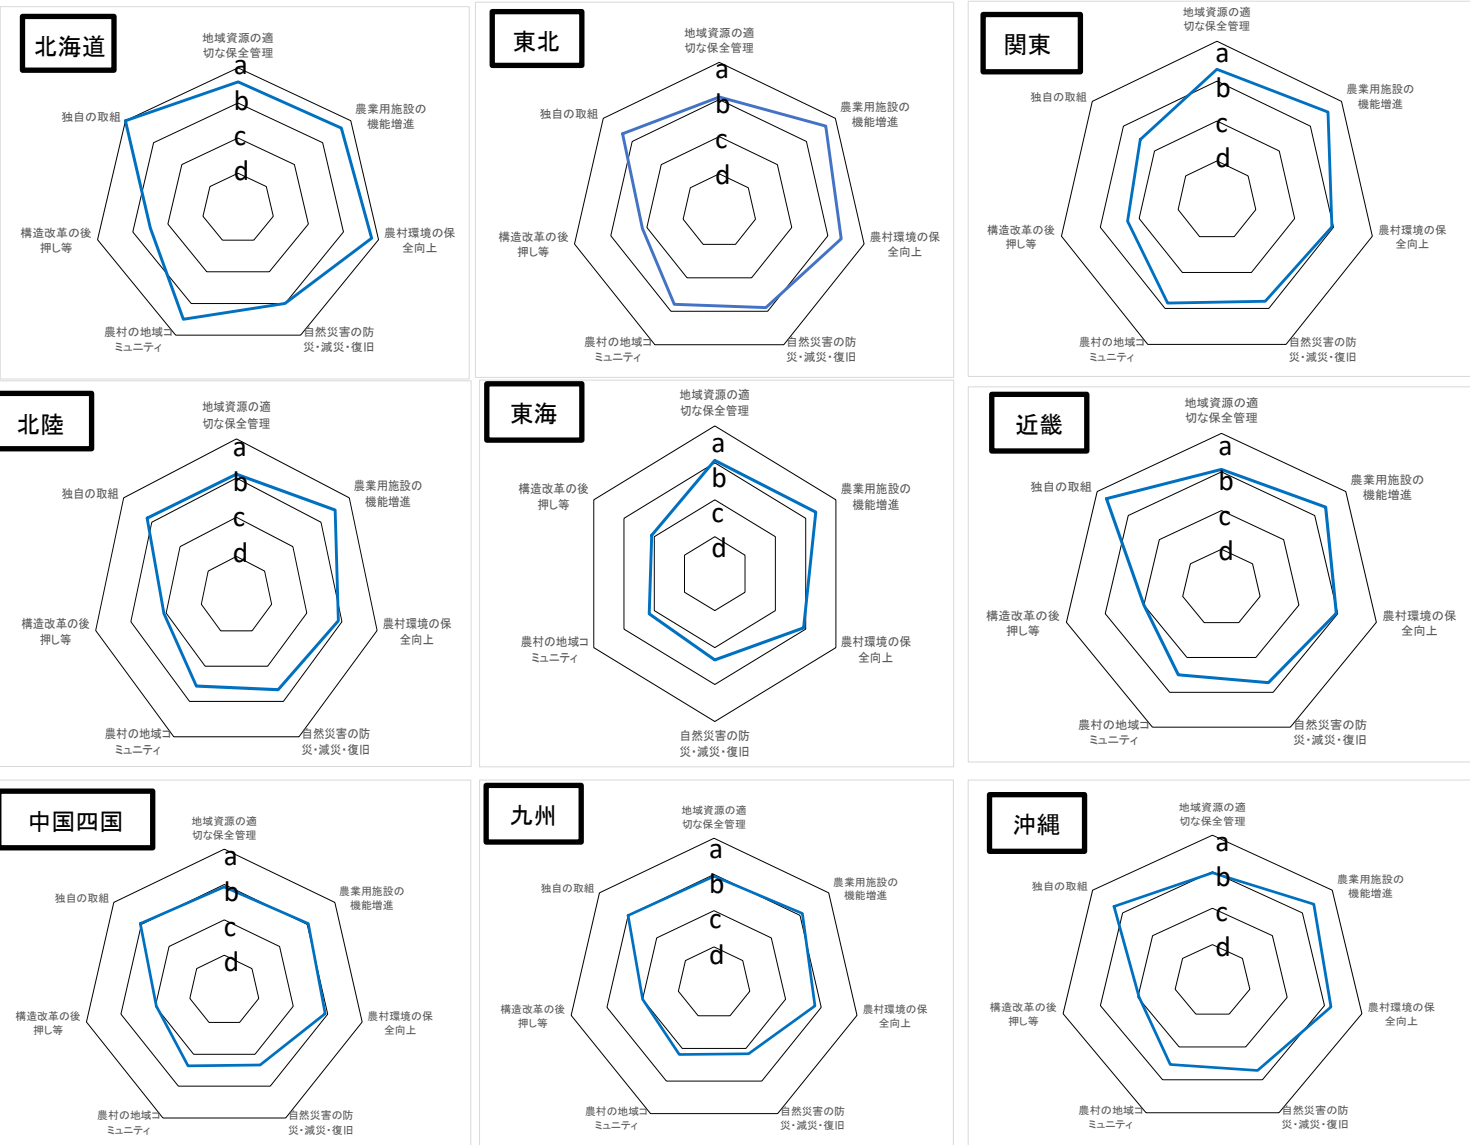 北海道
地域資源の適
切な保全管理
a
b
c
d
農業用施設の
機能増進
農村環境の保
全向上
自然災害の防
災・減災・復旧
農村の地域コ
ミュニティ
構造改革の後
押し等
独自の取組
東北
地域資源の適
切な保全管理
a
b
c
d
農業用施設の
機能増進
農村環境の保
全向上
自然災害の防
災・減災・復旧
農村の地域コ
ミュニティ
構造改革の後
押し等
独自の取組
関東
地域資源の適
切な保全管理
a
b
c
d
農業用施設の
機能増進
農村環境の保
全向上
自然災害の防
災・減災・復旧
農村の地域コ
ミュニティ
構造改革の後
押し等
独自の取組
北陸
地域資源の適
切な保全管理
a
b
c
d
農業用施設の
機能増進
農村環境の保
全向上
自然災害の防
災・減災・復旧
農村の地域コ
ミュニティ
構造改革の後
押し等
独自の取組
東海
地域資源の適
切な保全管理
a
b
c
d
農業用施設の
機能増進
農村環境の保
全向上
自然災害の防
災・減災・復旧
農村の地域コ
ミュニティ
構造改革の後
押し等
近畿
地域資源の適
切な保全管理
a
b
c
d
農業用施設の
機能増進
農村環境の保
全向上
自然災害の防
災・減災・復旧
農村の地域コ
ミュニティ
構造改革の後
押し等
独自の取組
中国四国
地域資源の適
切な保全管理
a
b
c
d
農業用施設の
機能増進
農村環境の保
全向上
自然災害の防
災・減災・復旧
農村の地域コ
ミュニティ
構造改革の後
押し等
独自の取組
九州
地域資源の適
切な保全管理
a
b
c
d
農業用施設の
機能増進
農村環境の保
全向上
自然災害の防
災・減災・復旧
農村の地域コ
ミュニティ
構造改革の後
押し等
独自の取組
沖縄
地域資源の適
切な保全管理
a
b
c
d
農業用施設の
機能増進
農村環境の保
全向上
自然災害の防
災・減災・復旧
農村の地域コ
ミュニティ
構造改革の後
押し等
独自の取組